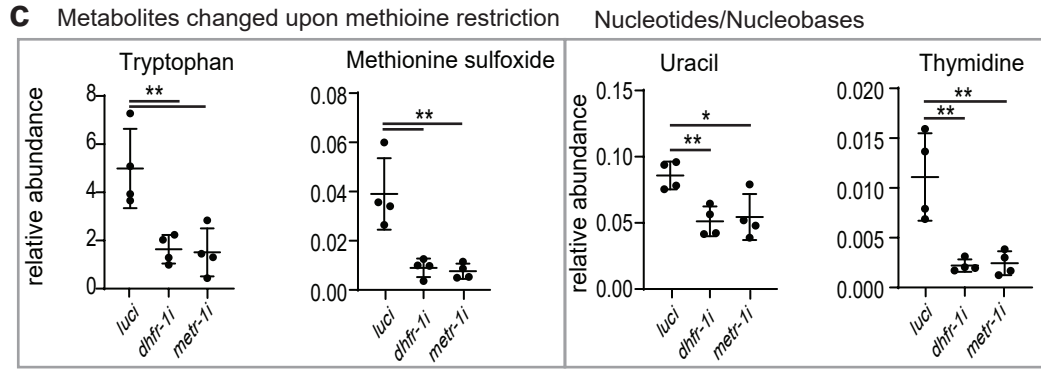 C Metabolites changed upon methioine restriction Nucleotides/Nucleobases
Tryptophan
relative abundance
8
6
4
2
0
**
luci
dhfr-1i
metr-1i
Methionine sulfoxide
0.08
0.06
0.04
0.02
0.00
**
luci
dhfr-1i
metr-1i
Uracil
relative abundance
0.15
0.10
0.05
0.00
*
**
luci
dhfr-1i
metr-1i
Thymidine
0.020
0.015
0.010
0.005
0.000
**
**
luci
dhfr-1i
metr-1i